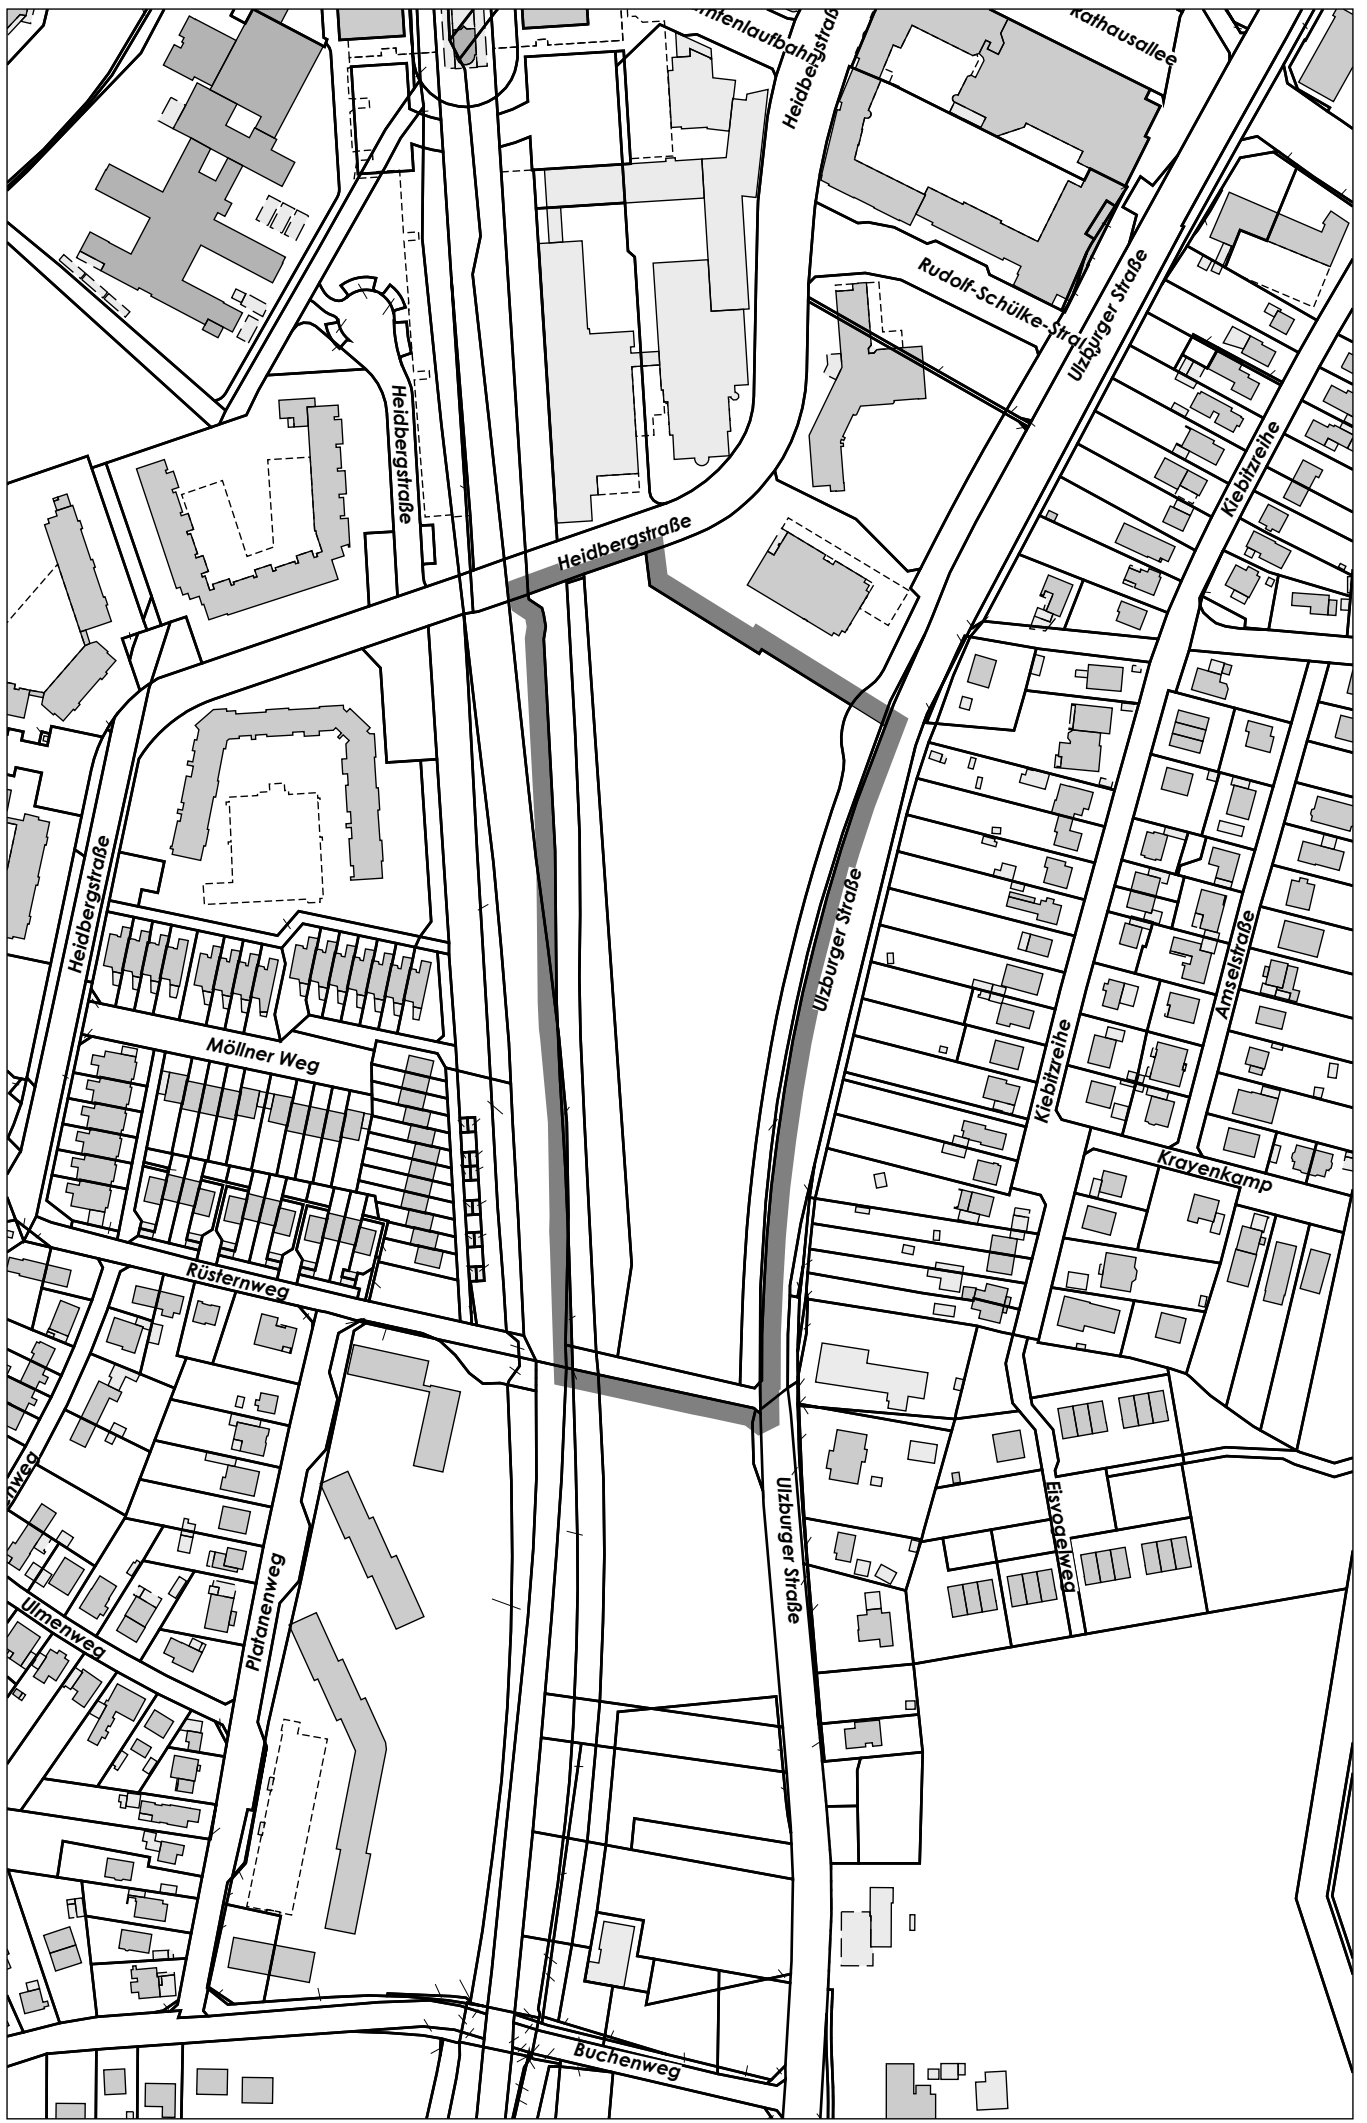 Heidbergstraße
Rathausallee
Rudolf-Schülke-Straße
Ulzburger Straße
Heidbergstraße
Kiebitzreihe
Heidbergstraße
Heidbergstraße
Ulzburger Straße
Amselstraße
Möllner Weg
Kiebitzreihe
Krayenkamp
Rüsternweg
Ulzburger Straße
Eisvogelweg
Platanenweg
Ulmenweg
Buchenweg